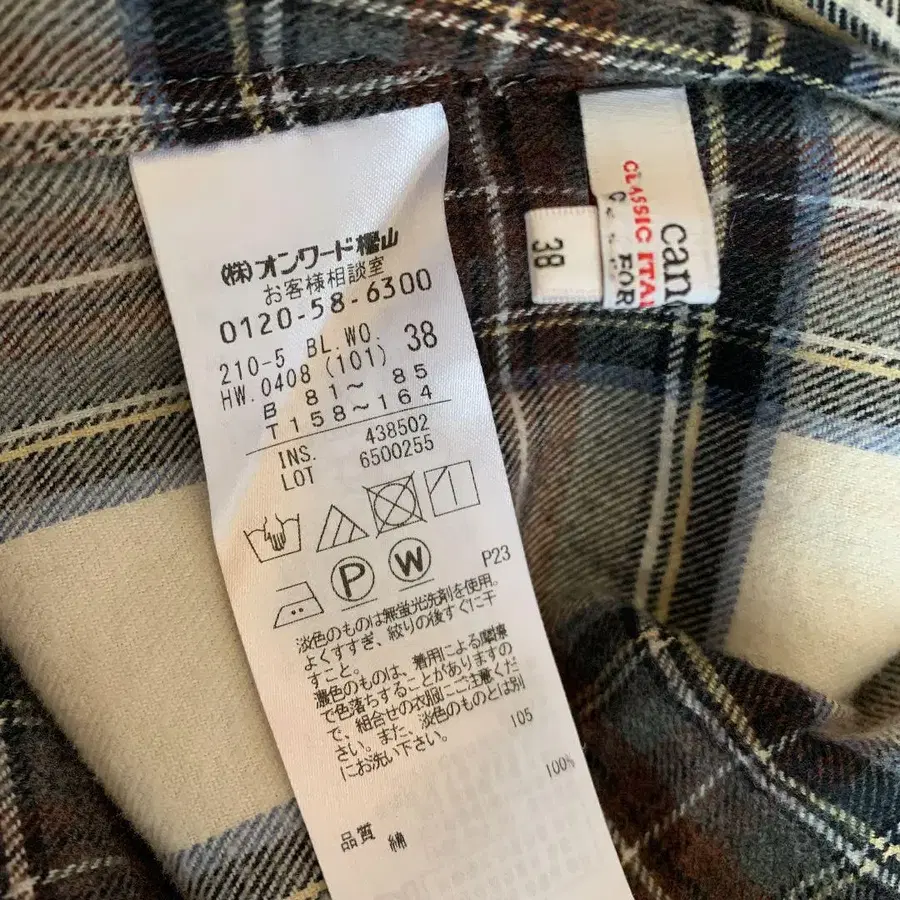 (株)オンワード樫山
お客様相談室
0120-58-6300
210-5 BL.WO. 38
HW.0408 (101)
B 81～ 85
T158～164
INS. 438502
LOT 6500255
P
W
P23
淡色のものは無蛍光洗剤を使用。
よくすすぎ、絞りの後すぐに干
すこと。
濃色のものは、着用による摩擦
で色落ちすることがありますの
で、組合せの衣服にご注意くだ
さい。また、淡色のものとは別
にお洗い下さい。
105
100%
品質 綿
38
CLASSIC ITA
FOR